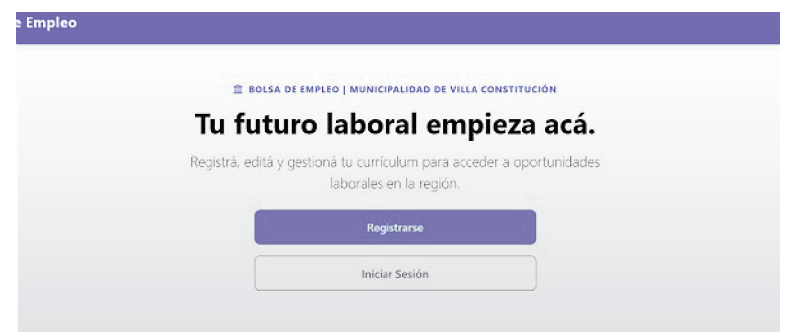 e Empleo
BOLSA DE EMPLEO | MUNICIPALIDAD DE VILLA CONSTITUCIÓN
Tu futuro laboral empieza acá.
Registrá, editá y gestioná tu currículum para acceder a oportunidades
laborales en la región.
Registrarse
Iniciar Sesión